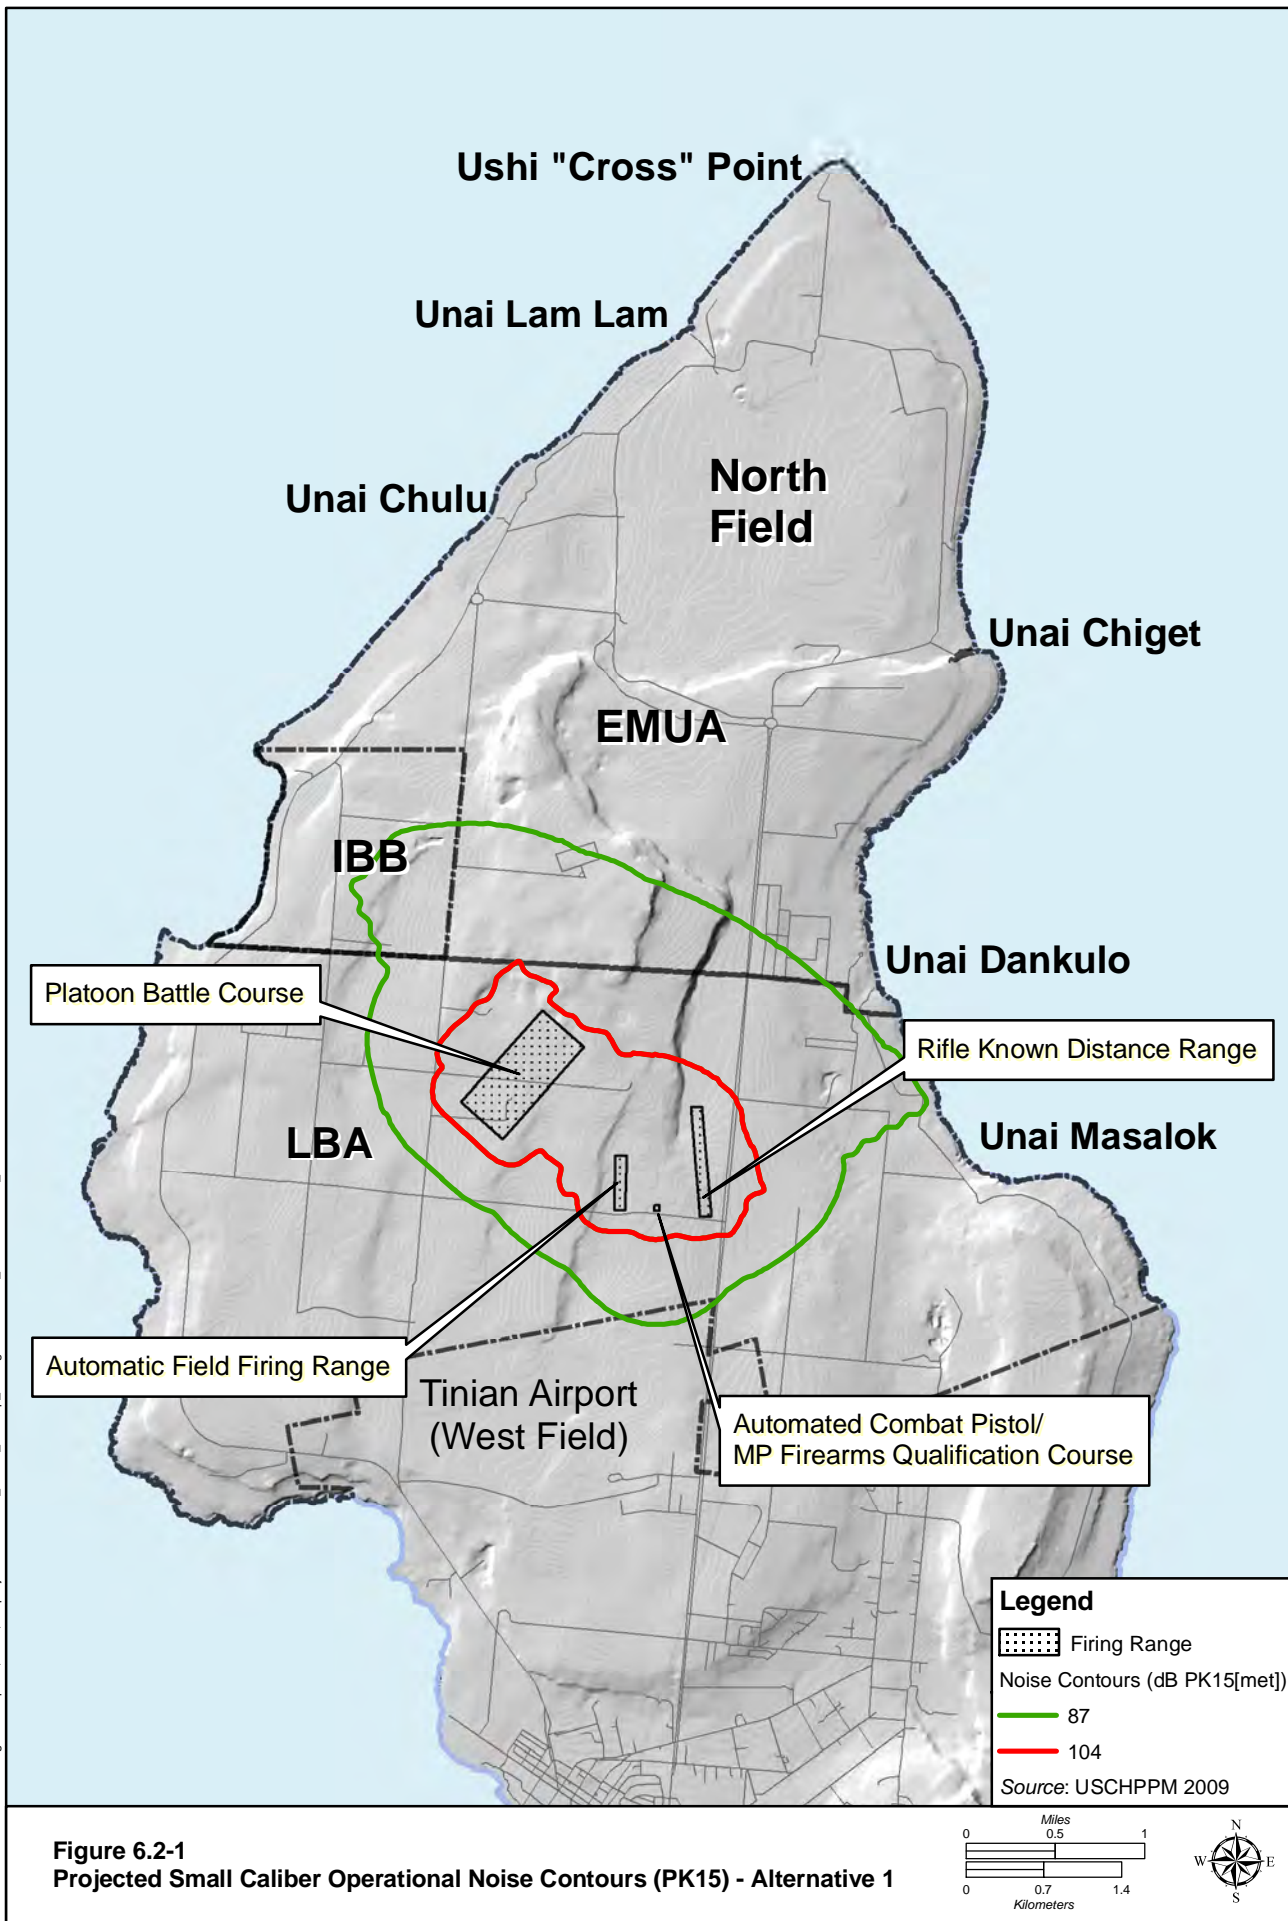 Ushi "Cross" Point
Unai Lam Lam
North
Field
Unai Chulu
Unai Chiget
EMUA
IBB
Unai Dankulo
Platoon Battle Course
Rifle Known Distance Range
Unai Masalok
LBA
Automatic Field Firing Range
Tinian Airport
(West Field)
Automated Combat Pistol/
MP Firearms Qualification Course
Legend
Firing Range
Noise Contours (dB PK15[met])
87
104
Source: USCHPPM 2009
Figure 6.2-1
Projected Small Caliber Operational Noise Contours (PK15) - Alternative 1
Miles
0 0.5 1
0 0.7 1.4
Kilometers
N
W E
S